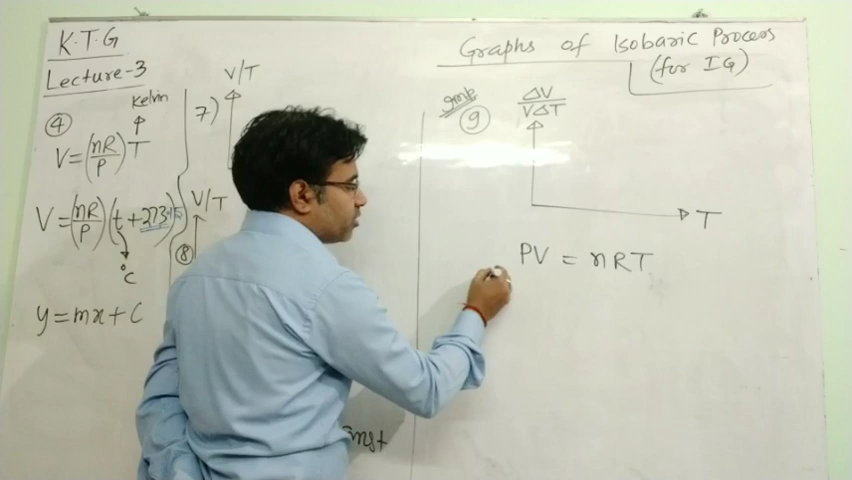 K.T.G
Lecture-3
Graphs of Isobaric Process
(for IG)
Kelvin
④
V = (nR/P) T
V = (nR/P) (t + 273
°C
y = mx + C
7)
V/T
V/T
⑧
⑨
ΔV/VΔT
T
PV = nRT